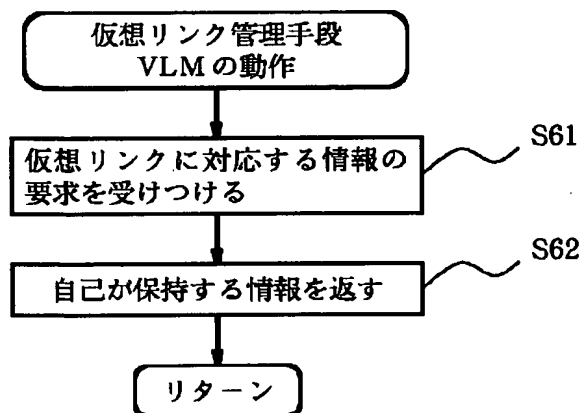 仮想リンク管理手段
VLMの動作
仮想リンクに対応する情報の
要求を受けつける
S61
自己が保持する情報を返す
S62
リターン